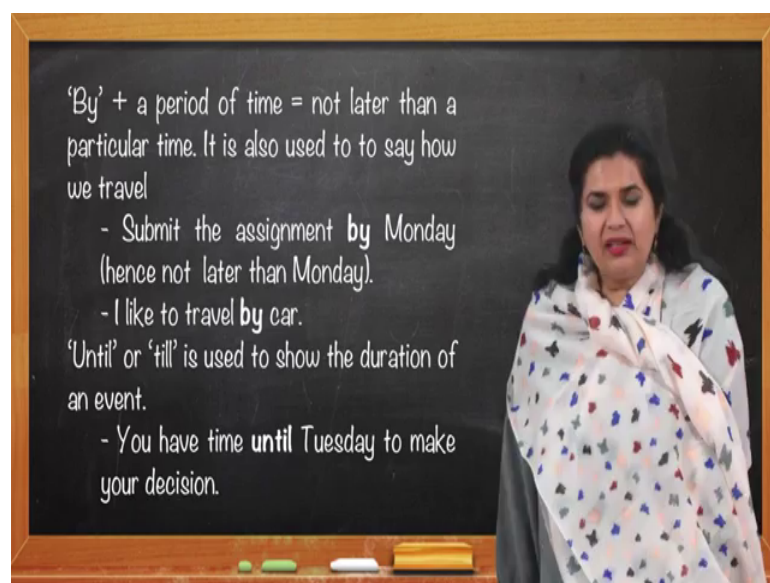 'By' + a period of time = not later than a
particular time. It is also used to to say how
we travel
- Submit the assignment by Monday
(hence not later than Monday).
- I like to travel by car.
'Until' or 'till' is used to show the duration of
an event.
- You have time until Tuesday to make
your decision.